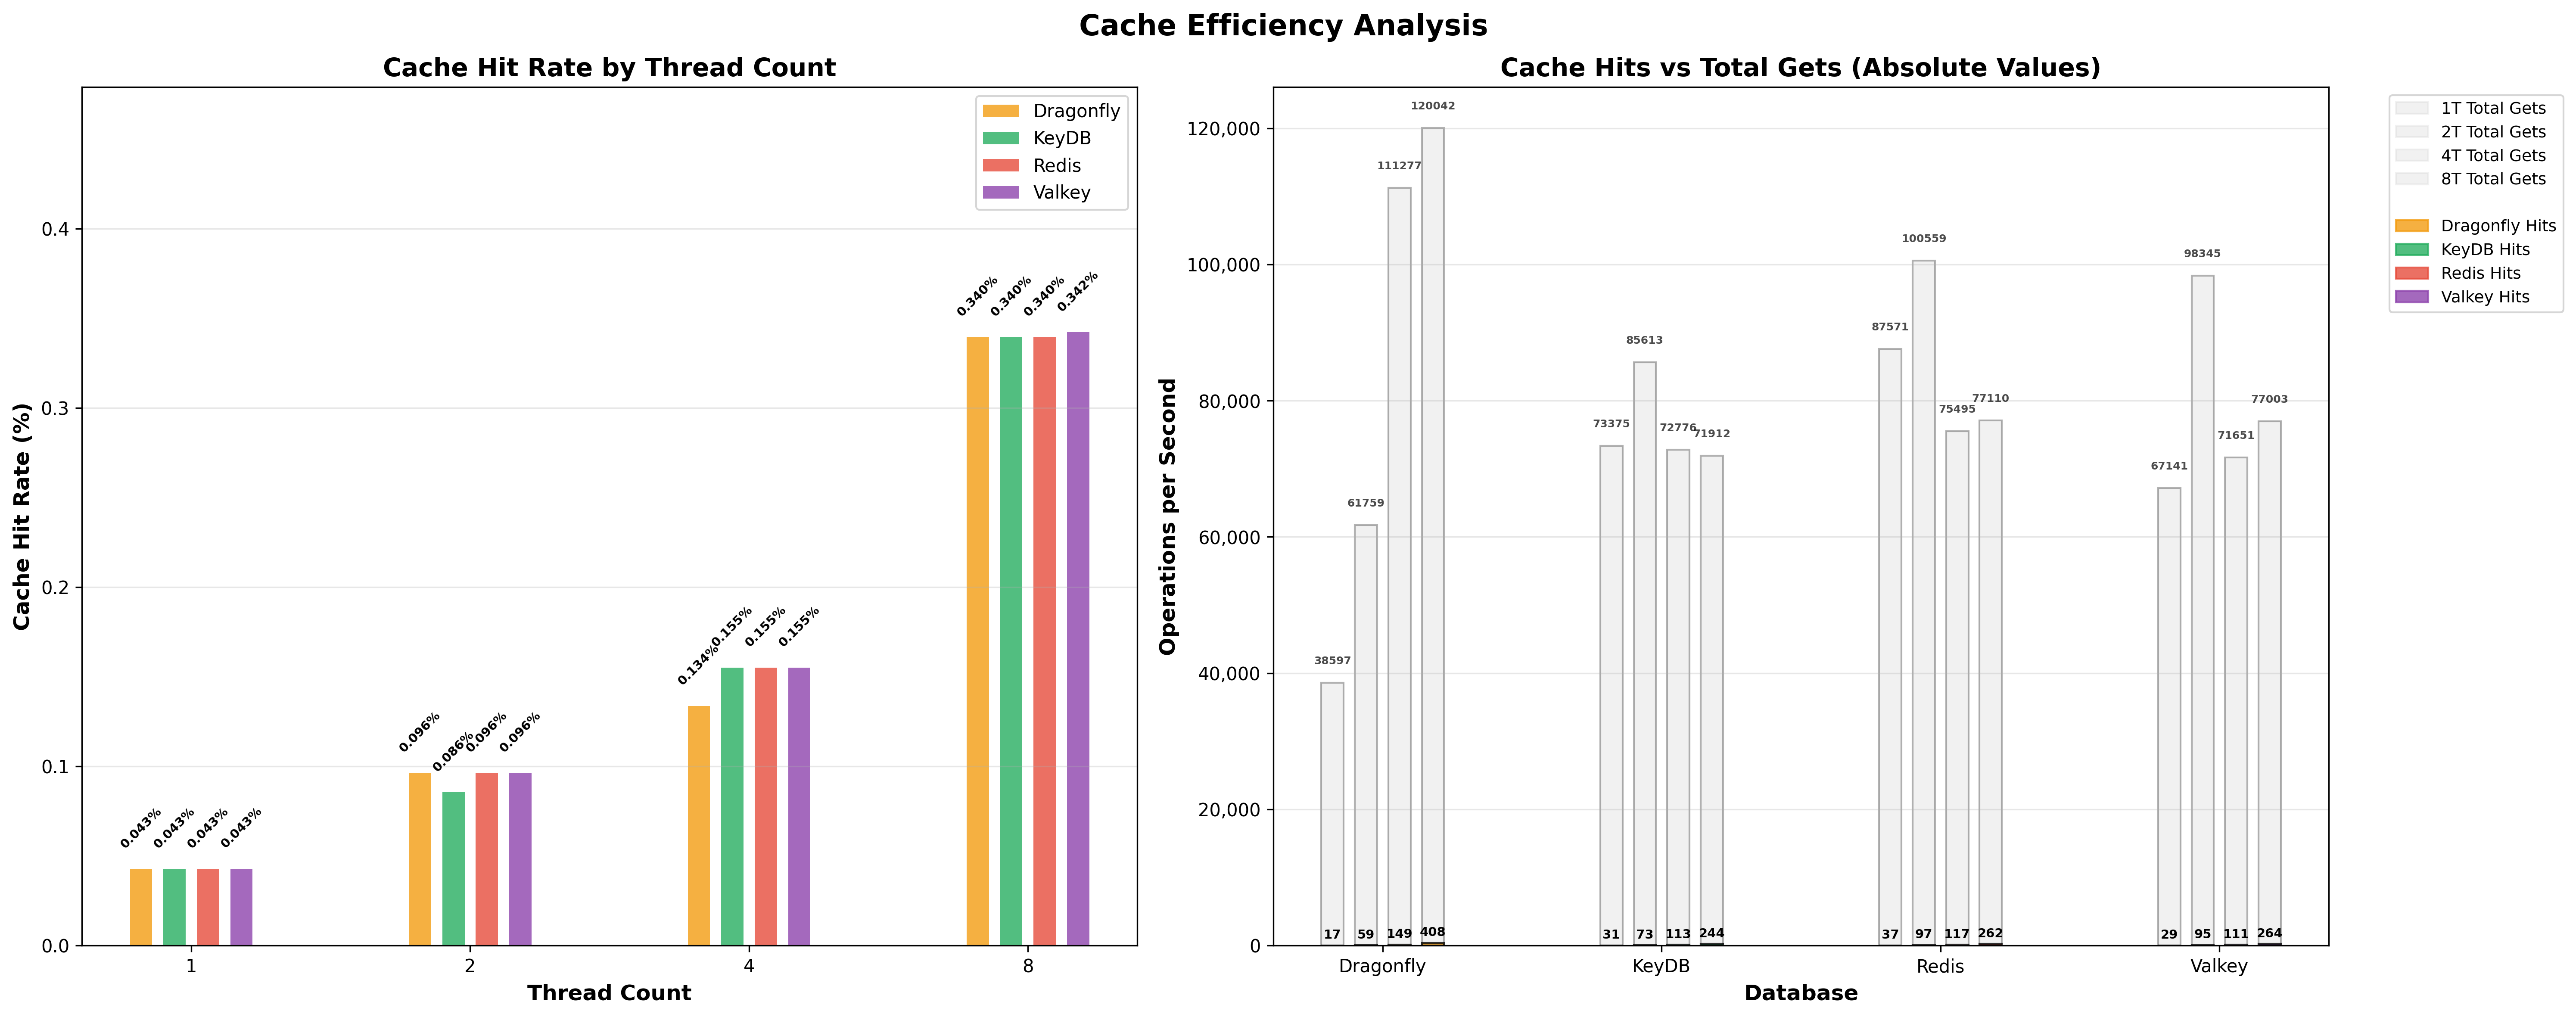 Cache Efficiency Analysis
Cache Hit Rate by Thread Count
Cache Hit Rate (%)
0.4
0.3
0.2
0.1
0.0
Dragonfly
KeyDB
Redis
Valkey
0.043%
0.043%
0.043%
0.043%
0.096%
0.086%
0.096%
0.096%
0.134%
0.155%
0.155%
0.155%
0.340%
0.340%
0.340%
0.342%
1
2
4
8
Thread Count
Cache Hits vs Total Gets (Absolute Values)
Operations per Second
120,000
100,000
80,000
60,000
40,000
20,000
0
38597
61759
111277
120042
73375
85613
72776
71912
87571
100559
75495
77110
67141
98345
71651
77003
17
59
149
408
31
73
113
244
37
97
117
262
29
95
111
264
Dragonfly
KeyDB
Redis
Valkey
Database
1T Total Gets
2T Total Gets
4T Total Gets
8T Total Gets
Dragonfly Hits
KeyDB Hits
Redis Hits
Valkey Hits